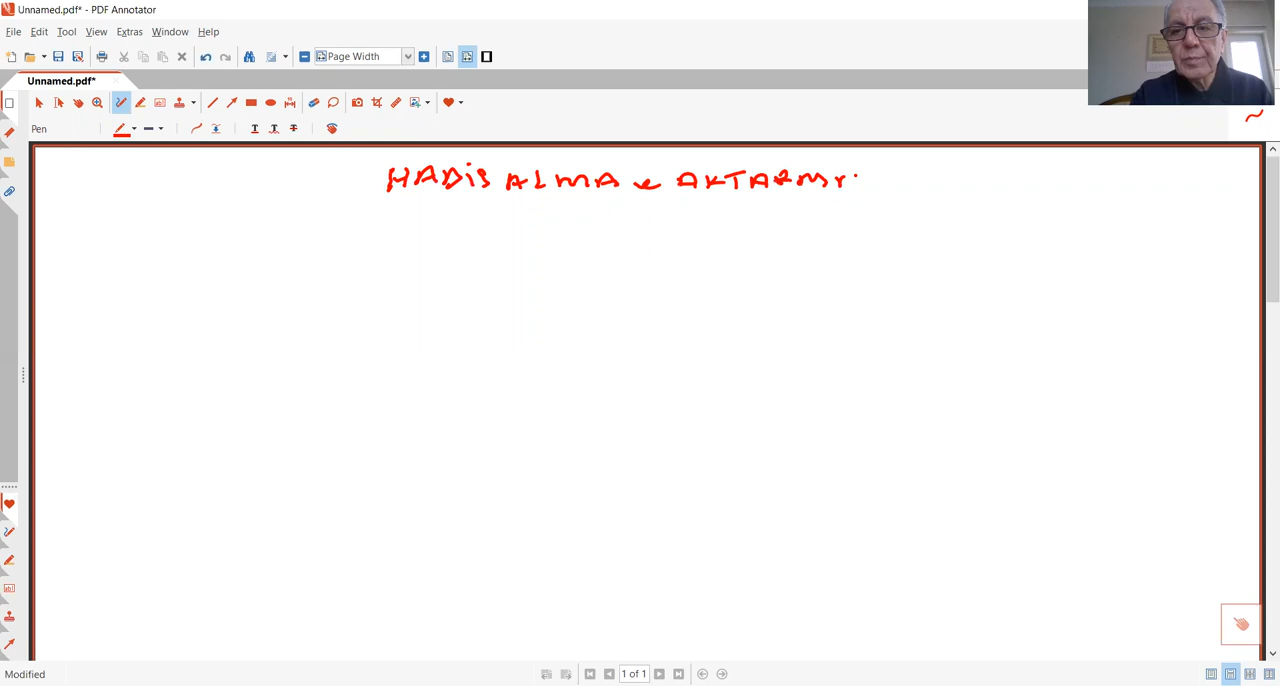 Unnamed.pdf* - PDF Annotator
File Edit Tool View Extras Window Help
Page Width
Unnamed.pdf*
Pen
HADİS ALMA ve
1 of 1
Modified